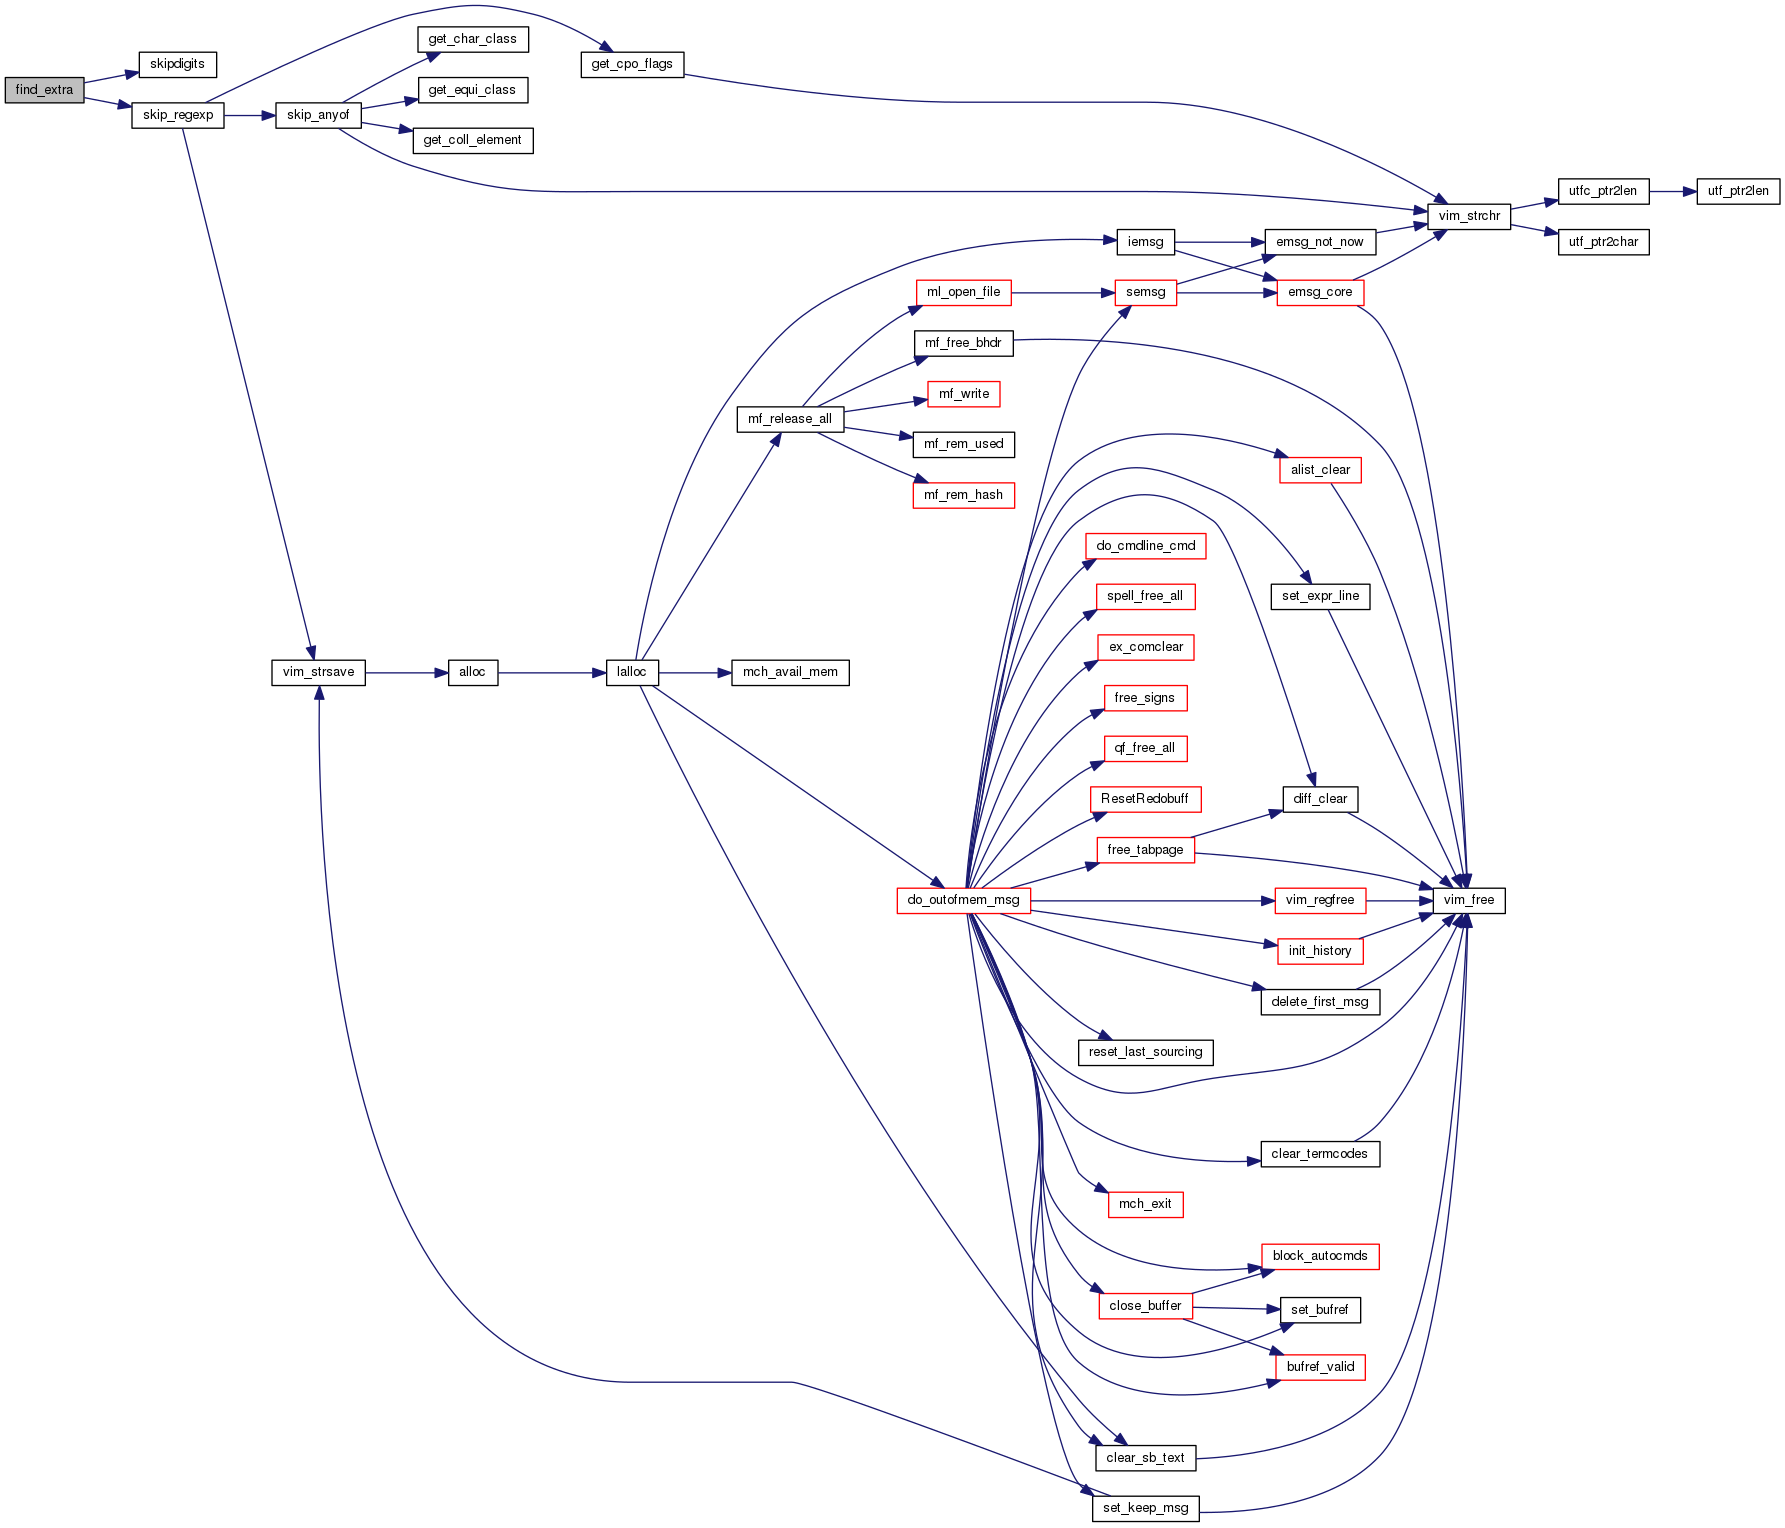 get_char_class
skipdigits
get_cpo_flags
find_extra
get_equi_class
skip_regexp
skip_anyof
get_coll_element
utfc_ptr2len
utf_ptr2len
vim_strchr
iemsg
emsg_not_now
utf_ptr2char
ml_open_file
semsg
emsg_core
mf_free_bhdr
mf_write
mf_release_all
mf_rem_used
alist_clear
mf_rem_hash
do_cmdline_cmd
spell_free_all
set_expr_line
ex_comclear
vim_strsave
alloc
lalloc
mch_avail_mem
free_signs
qf_free_all
ResetRedobuff
diff_clear
free_tabpage
do_outofmem_msg
vim_regfree
vim_free
init_history
delete_first_msg
reset_last_sourcing
clear_termcodes
mch_exit
block_autocmds
close_buffer
set_bufref
bufref_valid
clear_sb_text
set_keep_msg